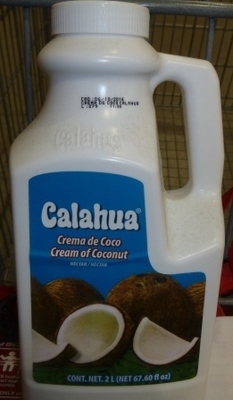 Calahua
Calahua®
Crema de Coco
Cream of Coconut
NÉCTAR / NECTAR
CONT. NET. 2 L (NET 67.60 fl oz)